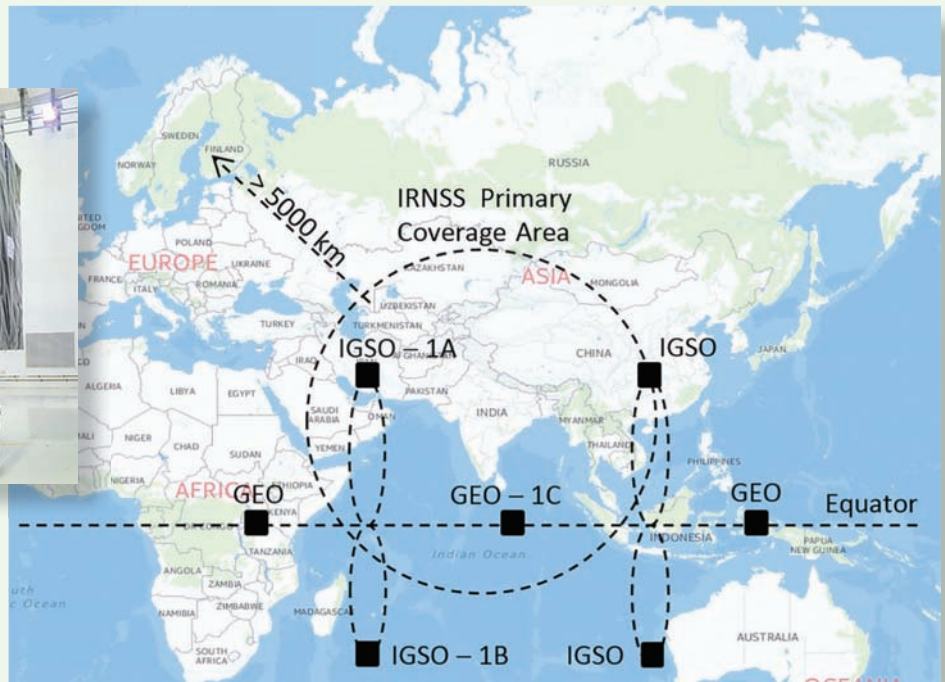 SWEDEN
FINLAND
NORWAY
RUSSIA
> 5000 km
IRNSS Primary
Coverage Area
POLAND
EUROPE
UKRAINE
KAZAKHSTAN
ASIA
MONGOLIA
FRANCE
ROMANIA
ITALY
UZBEKISTAN
TURKEY
TURKMENISTAN
IGSO – 1A
IGSO
JAPAN
IRAQ
AFGHANISTAN
CHINA
ALGERIA
LIBYA
EGYPT
PAKISTAN
SAUDI
ARABIA
OMAN
INDIA
MYANMAR
NIGER
CHAD
SUDAN
YEMEN
THAILAND
PHILIPPINES
NIGERIA
AFRICA
ETHIOPIA
GEO
GEO – 1C
GEO
Equator
KENYA
INDONESIA
PAPUA
NEW GUINEA
TANZANIA
Indian Ocean
ANGOLA
ZAMBIA
ZIMBABWE
MADAGASCAR
NAMIBIA
AUSTRALIA
SOUTH
AFRICA
IGSO – 1B
IGSO
OCEANIA